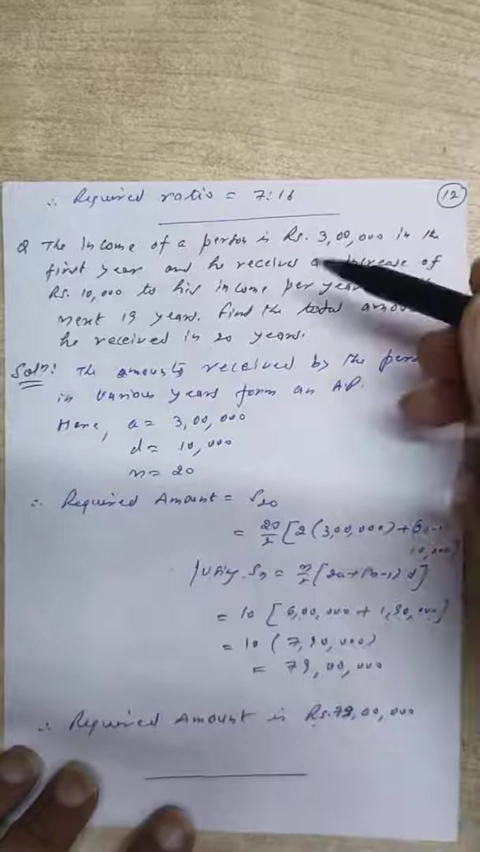 ∴ Required ratio = 7:16
12
Q The income of a person is Rs. 3,00,000 in the
first year and he receives an increase of
Rs. 10,000 to his income per year
next 19 years. Find the total amou
he received in 20 years.
Soln: The amounts received by the per
in various years form an AP.
Here, a = 3,00,000
d = 10,000
n = 20
∴ Required Amount = S20
= 20/2 [2(3,00,000) +
10,000]
|using Sn = n/2 [2a+(n-1)d]
= 10 [6,00,000 + 1,90,000]
= 10 (7,90,000)
= 79,00,000
∴ Required Amount is Rs.79,00,000